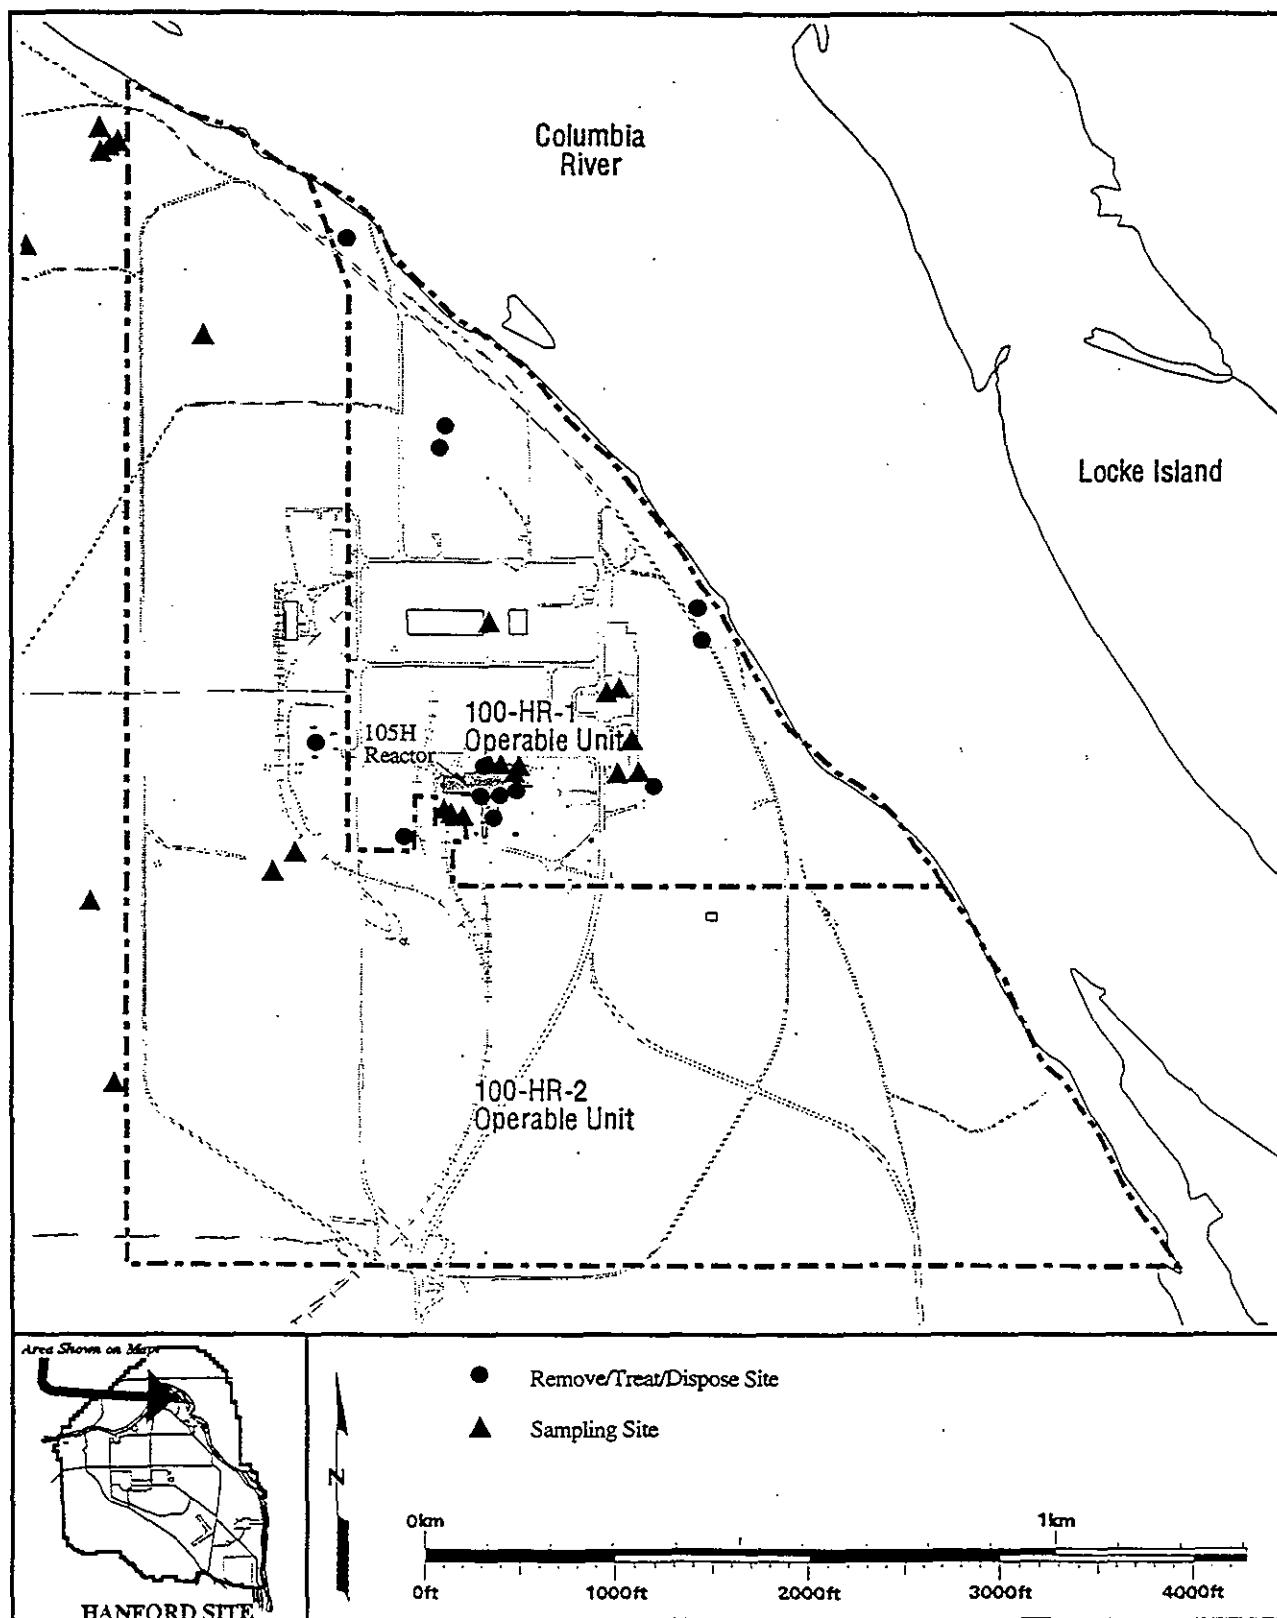 Columbia
River
Locke Island
100-HR-1
Operable Unit
105H
Reactor
100-HR-2
Operable Unit
Area Shown on Map
HANFORD SITE
N
Remove/Treat/Dispose Site
Sampling Site
0km
1km
0ft
1000ft
2000ft
3000ft
4000ft